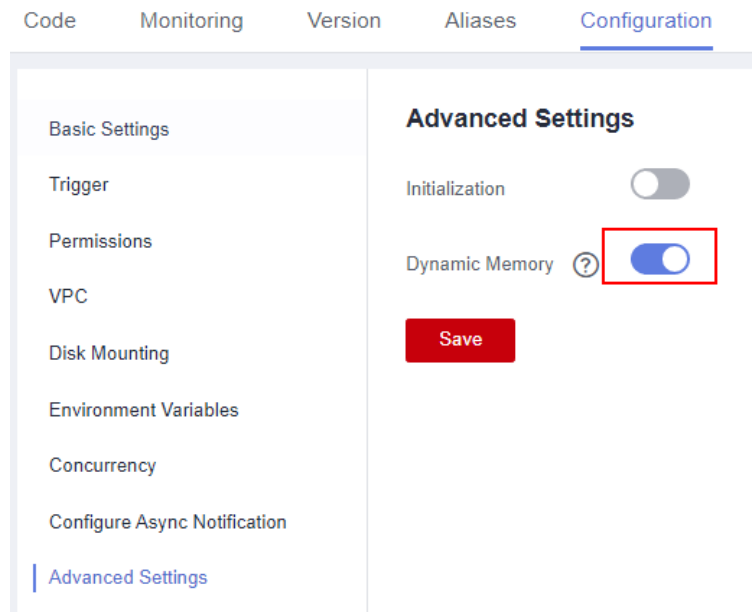 Code Monitoring Version Aliases Configuration
Basic Settings
Trigger
Permissions
VPC
Disk Mounting
Environment Variables
Concurrency
Configure Async Notification
Advanced Settings
Advanced Settings
Initialization
Dynamic Memory ?
Save